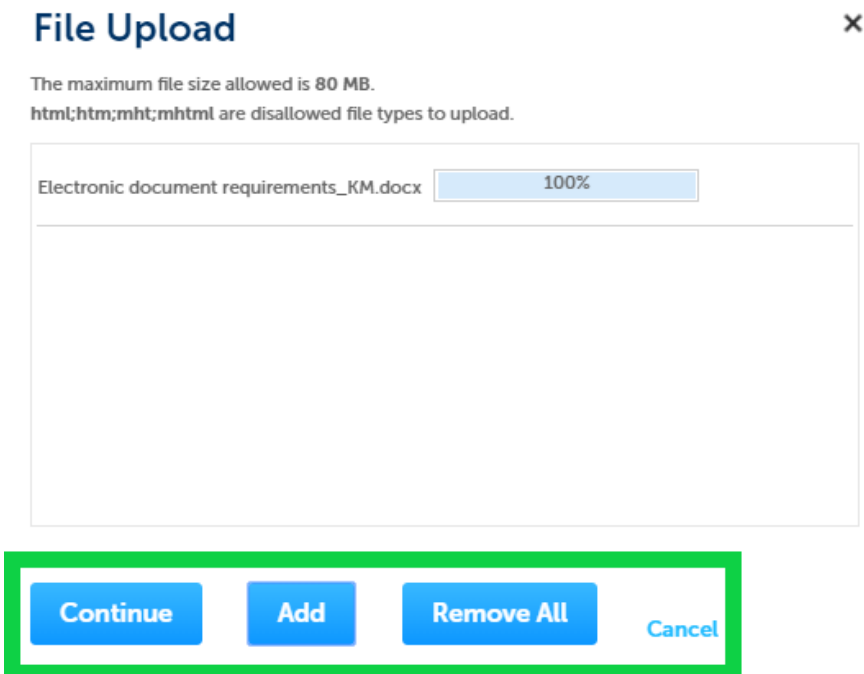 File Upload
The maximum file size allowed is 80 MB.
html;htm;mht;mhtml are disallowed file types to upload.
Electronic document requirements_KM.docx 100%
Continue Add Remove All Cancel